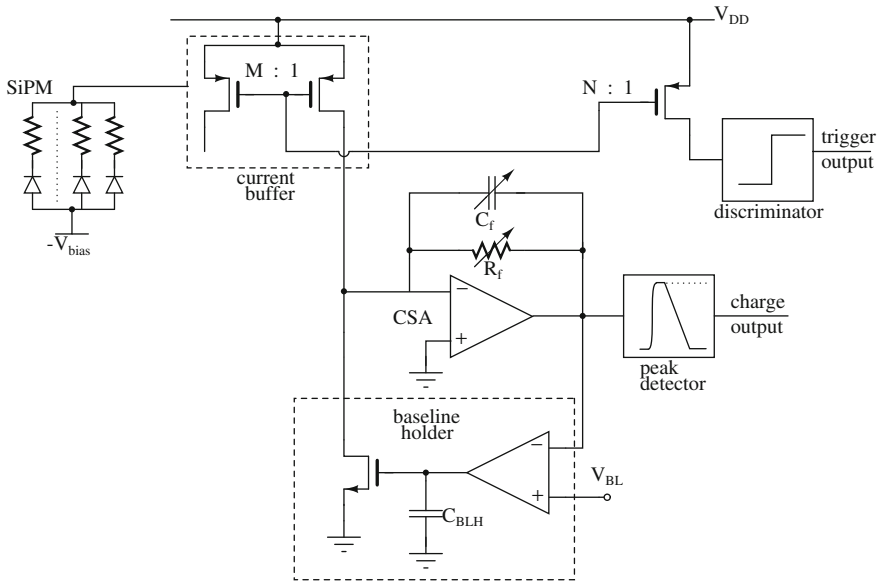 V_DD
SiPM
M : 1
N : 1
trigger
output
current
buffer
discriminator
-V_bias
C_f
R_f
−
CSA
+
charge
output
peak
detector
baseline
holder
−
V_BL
+
C_BLH